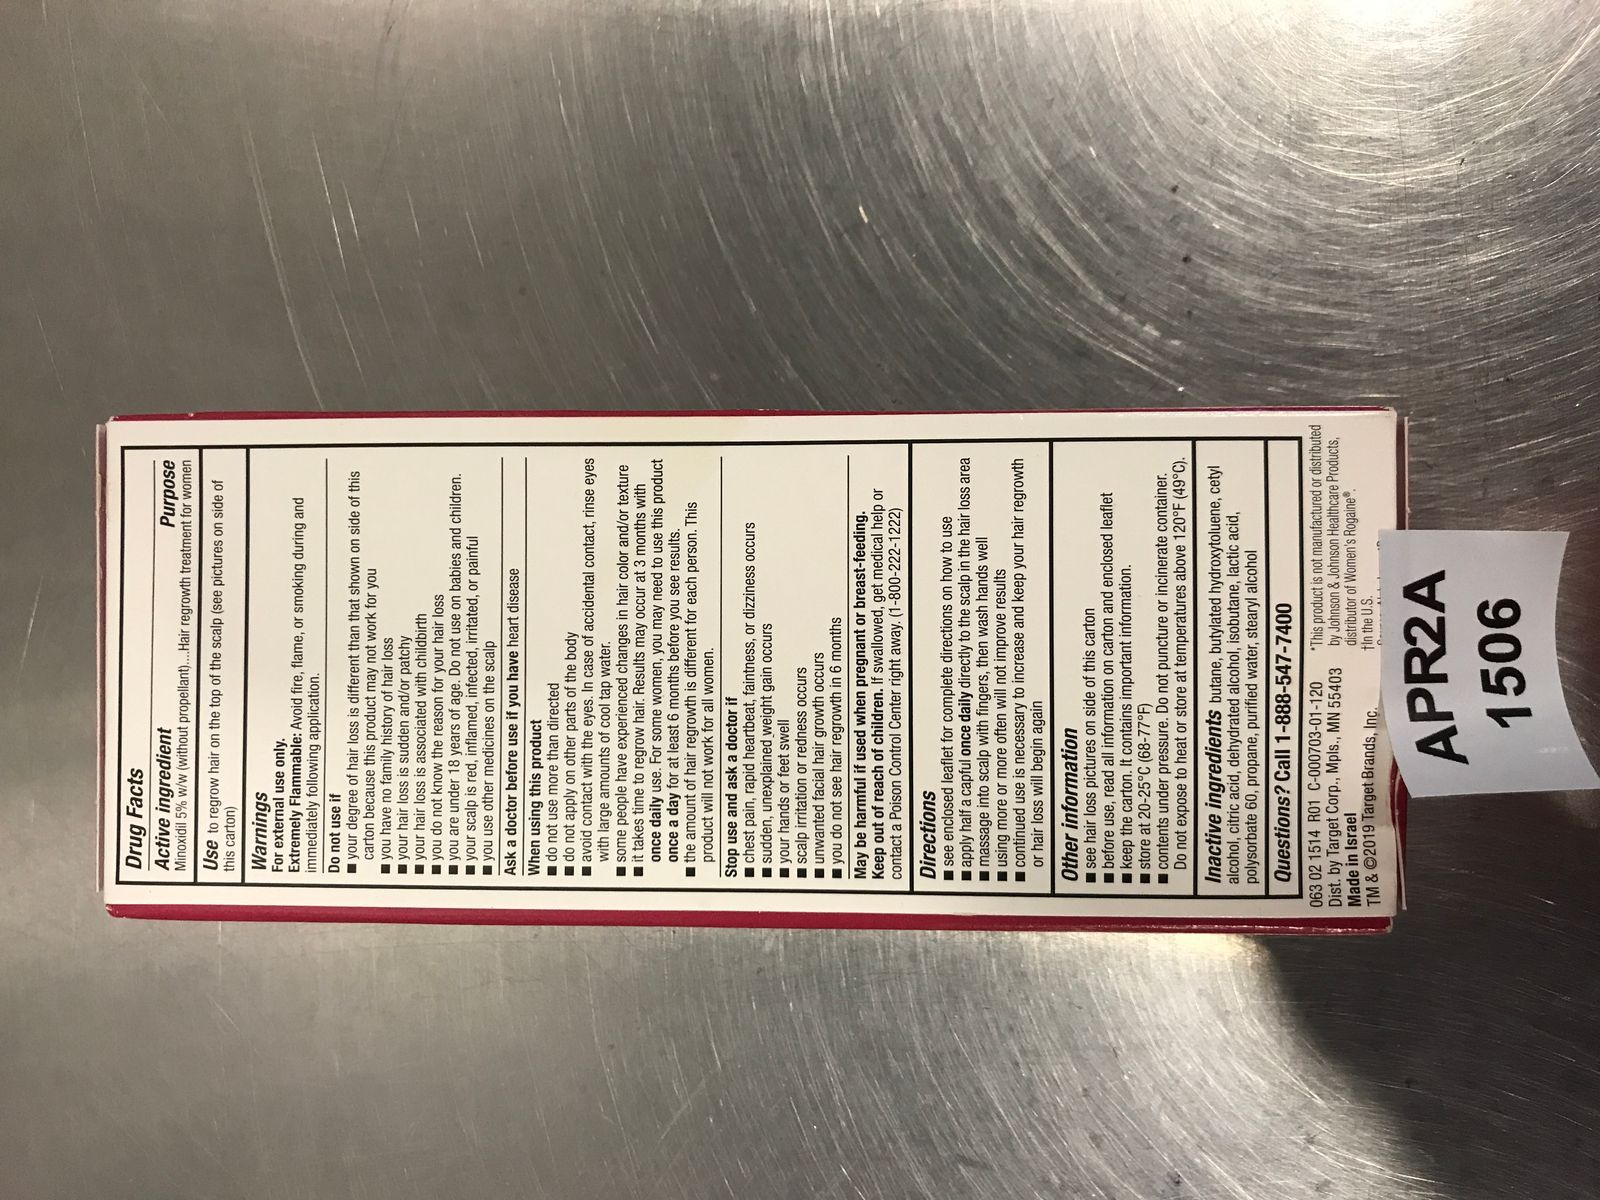 Drug Facts
Active ingredient Purpose
Minoxidil 5% w/w (without propellant)....Hair regrowth treatment for women
Use to regrow hair on the top of the scalp (see pictures on side of
this carton)
Warnings
For external use only.
Extremely Flammable: Avoid fire, flame, or smoking during and
immediately following application.
Do not use if
■ your degree of hair loss is different than that shown on side of this
carton because this product may not work for you
■ you have no family history of hair loss
■ your hair loss is sudden and/or patchy
■ your hair loss is associated with childbirth
■ you do not know the reason for your hair loss
■ you are under 18 years of age. Do not use on babies and children.
■ your scalp is red, inflamed, infected, irritated, or painful
■ you use other medicines on the scalp
Ask a doctor before use if you have heart disease
When using this product
■ do not use more than directed
■ do not apply on other parts of the body
■ avoid contact with the eyes. In case of accidental contact, rinse eyes
with large amounts of cool tap water.
■ some people have experienced changes in hair color and/or texture
■ it takes time to regrow hair. Results may occur at 3 months with
once daily use. For some women, you may need to use this product
once a day for at least 6 months before you see results.
■ the amount of hair regrowth is different for each person. This
product will not work for all women.
Stop use and ask a doctor if
■ chest pain, rapid heartbeat, faintness, or dizziness occurs
■ sudden, unexplained weight gain occurs
■ your hands or feet swell
■ scalp irritation or redness occurs
■ unwanted facial hair growth occurs
■ you do not see hair regrowth in 6 months
May be harmful if used when pregnant or breast-feeding.
Keep out of reach of children. If swallowed, get medical help or
contact a Poison Control Center right away. (1-800-222-1222)
Directions
■ see enclosed leaflet for complete directions on how to use
■ apply half a capful once daily directly to the scalp in the hair loss area
■ massage into scalp with fingers, then wash hands well
■ using more or more often will not improve results
■ continued use is necessary to increase and keep your hair regrowth
or hair loss will begin again
Other information
■ see hair loss pictures on side of this carton
■ before use, read all information on carton and enclosed leaflet
■ keep the carton. It contains important information.
■ store at 20-25°C (68-77°F)
■ contents under pressure. Do not puncture or incinerate container.
Do not expose to heat or store at temperatures above 120°F (49°C).
Inactive ingredients butane, butylated hydroxytoluene, cetyl
alcohol, citric acid, dehydrated alcohol, isobutane, lactic acid,
polysorbate 60, propane, purified water, stearyl alcohol
Questions? Call 1-888-547-7400
063 02 1514 R01 C-000703-01-120
Dist. by Target Corp., Mpls., MN 55403
Made in Israel
TM & ©2019 Target Brands, Inc.
*This product is not manufactured or distributed
by Johnson & Johnson Healthcare Products,
distributor of Women's Rogaine®.
†In the U.S.
APR2A
1506